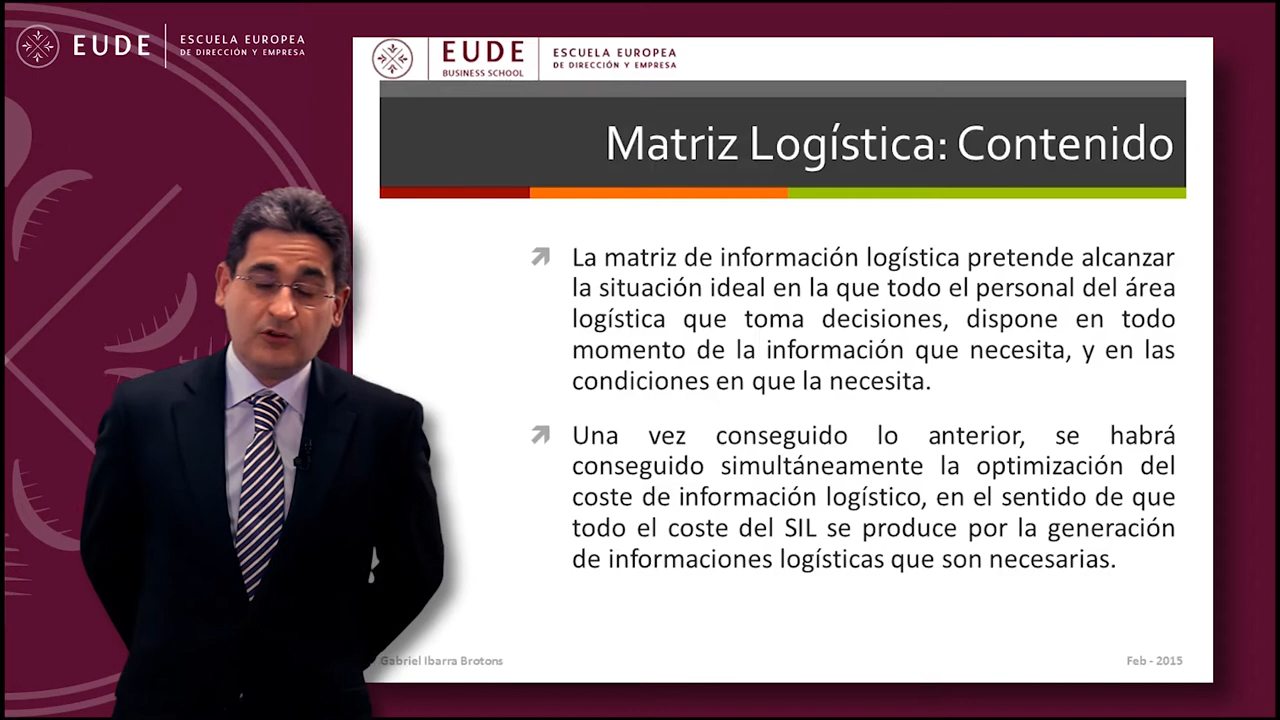 EUDE
ESCUELA EUROPEA
DE DIRECCIÓN Y EMPRESA
EUDE
BUSINESS SCHOOL
ESCUELA EUROPEA
DE DIRECCIÓN Y EMPRESA
Matriz Logística: Contenido
La matriz de información logística pretende alcanzar
la situación ideal en la que todo el personal del área
logística que toma decisiones, dispone en todo
momento de la información que necesita, y en las
condiciones en que la necesita.
Una vez conseguido lo anterior, se habrá
conseguido simultáneamente la optimización del
coste de información logístico, en el sentido de que
todo el coste del SIL se produce por la generación
de informaciones logísticas que son necesarias.
Gabriel Ibarra Brotons
Feb - 2015